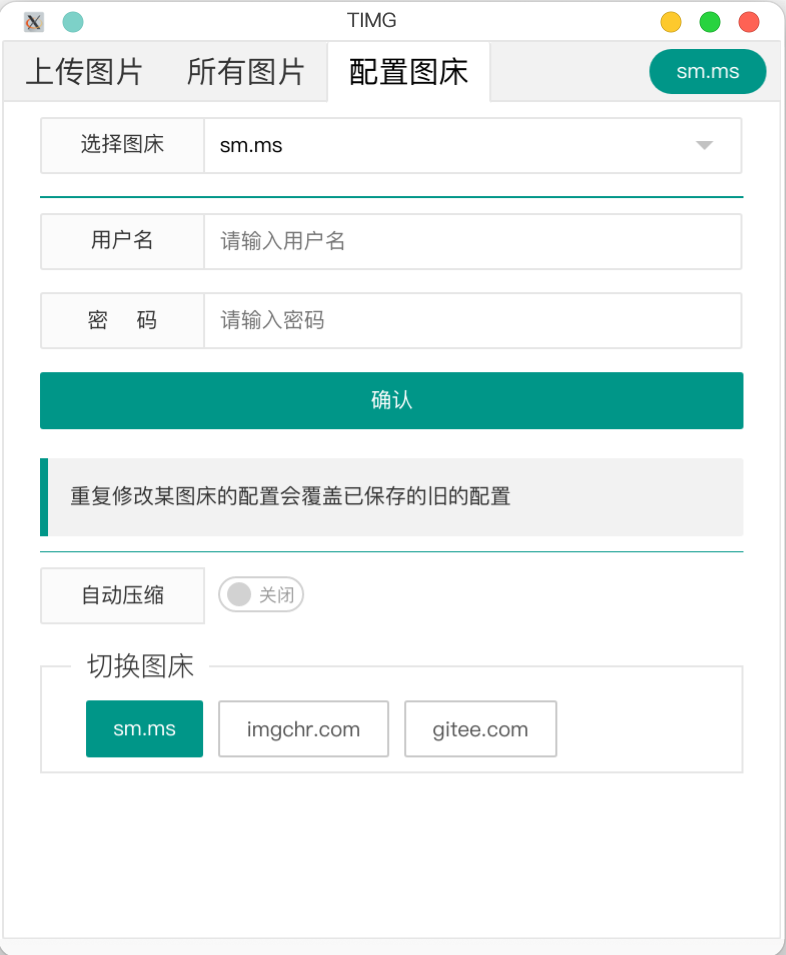 TIMG
上传图片 所有图片 配置图床 sm.ms
选择图床 sm.ms
用户名 请输入用户名
密 码 请输入密码
确认
重复修改某图床的配置会覆盖已保存的旧的配置
自动压缩 关闭
切换图床
sm.ms imgchr.com gitee.com